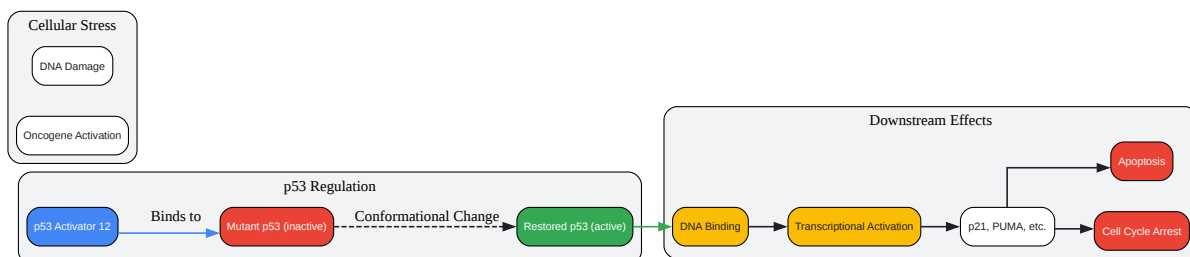 Cellular Stress
DNA Damage
Oncogene Activation
p53 Regulation
p53 Activator 12
Binds to
Mutant p53 (inactive)
Conformational Change
Restored p53 (active)
Downstream Effects
DNA Binding
Transcriptional Activation
p21, PUMA, etc.
Apoptosis
Cell Cycle Arrest